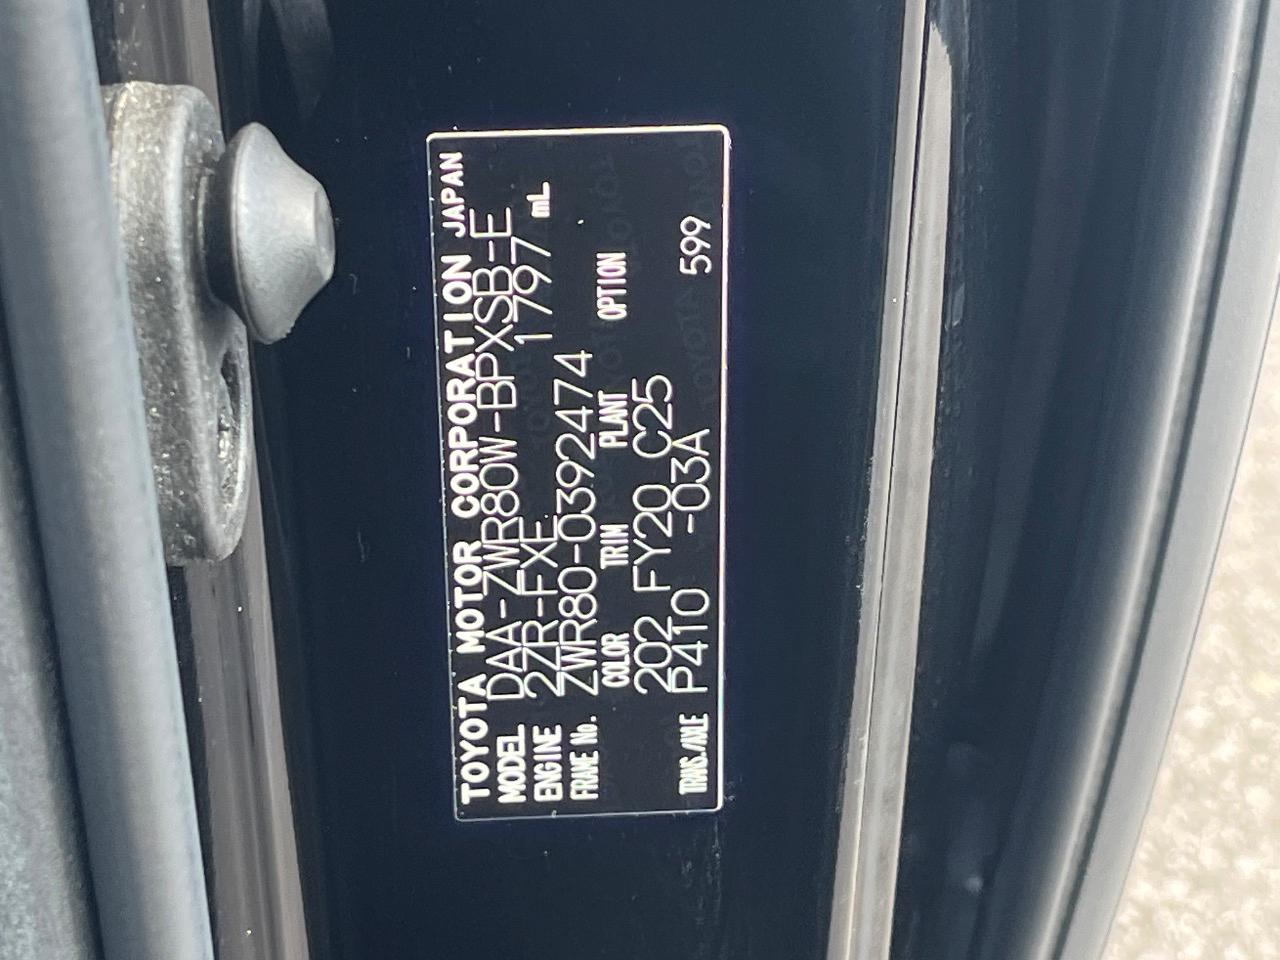 TOYOTA MOTOR CORPORATION JAPAN
MODEL DAA-ZWR80W-BPXSB-E
ENGINE 2ZR-FXE 1797 mL
FRAME No. ZWR80-0392474
COLOR TRIM PLANT OPTION
202 FY20 C25
TRANS./AXLE P410 -03A 599